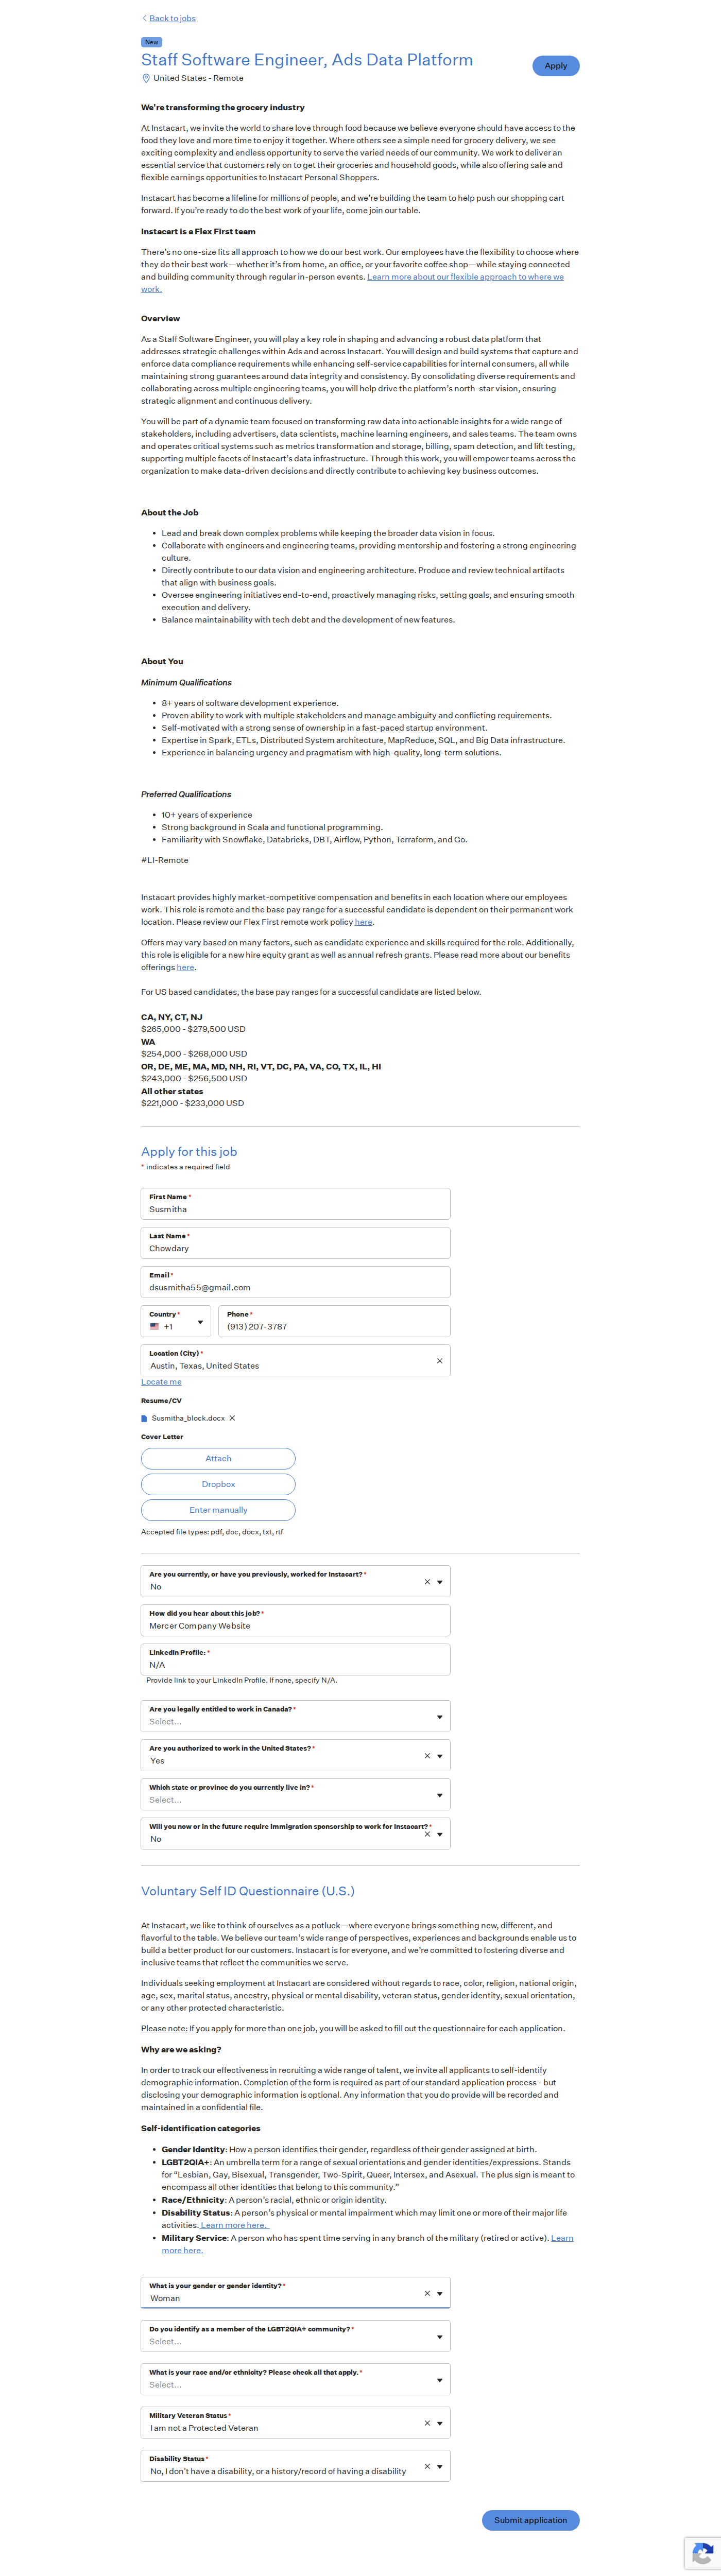 Back to jobs
New
Staff Software Engineer, Ads Data Platform
United States - Remote
Apply
We're transforming the grocery industry
At Instacart, we invite the world to share love through food because we believe everyone should have access to the
food they love and more time to enjoy it together. Where others see a simple need for grocery delivery, we see
exciting complexity and endless opportunity to serve the varied needs of our community. We work to deliver an
essential service that customers rely on to get their groceries and household goods, while also offering safe and
flexible earnings opportunities to Instacart Personal Shoppers.
Instacart has become a lifeline for millions of people, and we're building the team to help push our shopping cart
forward. If you're ready to do the best work of your life, come join our table.
Instacart is a Flex First team
There's no one-size fits all approach to how we do our best work. Our employees have the flexibility to choose where
they do their best work—whether it's from home, an office, or your favorite coffee shop—while staying connected
and building community through regular in-person events. Learn more about our flexible approach to where we
work.
Overview
As a Staff Software Engineer, you will play a key role in shaping and advancing a robust data platform that
addresses strategic challenges within Ads and across Instacart. You will design and build systems that capture and
enforce data compliance requirements while enhancing self-service capabilities for internal consumers, all while
maintaining strong guarantees around data integrity and consistency. By consolidating diverse requirements and
collaborating across multiple engineering teams, you will help drive the platform's north-star vision, ensuring
strategic alignment and continuous delivery.
You will be part of a dynamic team focused on transforming raw data into actionable insights for a wide range of
stakeholders, including advertisers, data scientists, machine learning engineers, and sales teams. The team owns
and operates critical systems such as metrics transformation and storage, billing, spam detection, and lift testing,
supporting multiple facets of Instacart's data infrastructure. Through this work, you will empower teams across the
organization to make data-driven decisions and directly contribute to achieving key business outcomes.
About the Job
• Lead and break down complex problems while keeping the broader data vision in focus.
• Collaborate with engineers and engineering teams, providing mentorship and fostering a strong engineering
culture.
• Directly contribute to our data vision and engineering architecture. Produce and review technical artifacts
that align with business goals.
• Oversee engineering initiatives end-to-end, proactively managing risks, setting goals, and ensuring smooth
execution and delivery.
• Balance maintainability with tech debt and the development of new features.
About You
Minimum Qualifications
• 8+ years of software development experience.
• Proven ability to work with multiple stakeholders and manage ambiguity and conflicting requirements.
• Self-motivated with a strong sense of ownership in a fast-paced startup environment.
• Expertise in Spark, ETLs, Distributed System architecture, MapReduce, SQL, and Big Data infrastructure.
• Experience in balancing urgency and pragmatism with high-quality, long-term solutions.
Preferred Qualifications
• 10+ years of experience
• Strong background in Scala and functional programming.
• Familiarity with Snowflake, Databricks, DBT, Airflow, Python, Terraform, and Go.
#LI-Remote
Instacart provides highly market-competitive compensation and benefits in each location where our employees
work. This role is remote and the base pay range for a successful candidate is dependent on their permanent work
location. Please review our Flex First remote work policy here.
Offers may vary based on many factors, such as candidate experience and skills required for the role. Additionally,
this role is eligible for a new hire equity grant as well as annual refresh grants. Please read more about our benefits
offerings here.
For US based candidates, the base pay ranges for a successful candidate are listed below.
CA, NY, CT, NJ
$265,000 - $279,500 USD
WA
$254,000 - $268,000 USD
OR, DE, ME, MA, MD, NH, RI, VT, DC, PA, VA, CO, TX, IL, HI
$243,000 - $256,500 USD
All other states
$221,000 - $233,000 USD
Apply for this job
* indicates a required field
First Name *
Susmitha
Last Name *
Chowdary
Email *
dsusmitha55@gmail.com
Country * Phone *
+1 (913) 207-3787
Location (City) *
Austin, Texas, United States
Locate me
Resume/CV
Susmitha_block.docx
Cover Letter
Attach
Dropbox
Enter manually
Accepted file types: pdf, doc, docx, txt, rtf
Are you currently, or have you previously, worked for Instacart? *
No
How did you hear about this job? *
Mercer Company Website
LinkedIn Profile: *
N/A
Provide link to your LinkedIn Profile. If none, specify N/A.
Are you legally entitled to work in Canada? *
Select...
Are you authorized to work in the United States? *
Yes
Which state or province do you currently live in? *
Select...
Will you now or in the future require immigration sponsorship to work for Instacart? *
No
Voluntary Self ID Questionnaire (U.S.)
At Instacart, we like to think of ourselves as a potluck—where everyone brings something new, different, and
flavorful to the table. We believe our team's wide range of perspectives, experiences and backgrounds enable us to
build a better product for our customers. Instacart is for everyone, and we're committed to fostering diverse and
inclusive teams that reflect the communities we serve.
Individuals seeking employment at Instacart are considered without regards to race, color, religion, national origin,
age, sex, marital status, ancestry, physical or mental disability, veteran status, gender identity, sexual orientation,
or any other protected characteristic.
Please note: If you apply for more than one job, you will be asked to fill out the questionnaire for each application.
Why are we asking?
In order to track our effectiveness in recruiting a wide range of talent, we invite all applicants to self-identify
demographic information. Completion of the form is required as part of our standard application process - but
disclosing your demographic information is optional. Any information that you do provide will be recorded and
maintained in a confidential file.
Self-identification categories
• Gender Identity: How a person identifies their gender, regardless of their gender assigned at birth.
• LGBT2QIA+: An umbrella term for a range of sexual orientations and gender identities/expressions. Stands
for "Lesbian, Gay, Bisexual, Transgender, Two-Spirit, Queer, Intersex, and Asexual. The plus sign is meant to
encompass all other identities that belong to this community."
• Race/Ethnicity: A person's racial, ethnic or origin identity.
• Disability Status: A person's physical or mental impairment which may limit one or more of their major life
activities. Learn more here.
• Military Service: A person who has spent time serving in any branch of the military (retired or active). Learn
more here.
What is your gender or gender identity? *
Woman
Do you identify as a member of the LGBT2QIA+ community? *
Select...
What is your race and/or ethnicity? Please check all that apply. *
Select...
Military Veteran Status *
I am not a Protected Veteran
Disability Status *
No, I don't have a disability, or a history/record of having a disability
Submit application